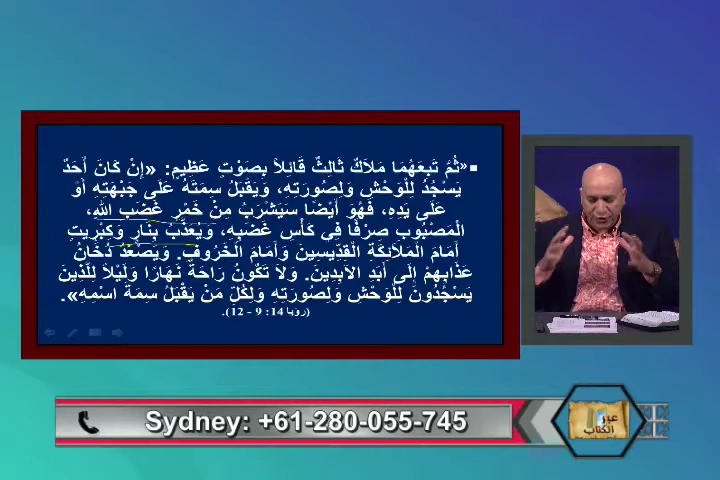 «ثُمَّ تَبِعَهُمَا مَلاَكٌ ثَالِثٌ قَائِلاً بِصَوْتٍ عَظِيمٍ: «إِنْ كَانَ أَحَدٌ
يَسْجُدُ لِلْوَحْشِ وَلِصُورَتِهِ، وَيَقْبَلُ سِمَتَهُ عَلَى جَبْهَتِهِ أَوْ
عَلَى يَدِهِ، فَهُوَ أَيْضًا سَيَشْرَبُ مِنْ خَمْرِ غَضَبِ اللهِ،
الْمَصْبُوبِ صِرْفًا فِي كَأْسِ غَضَبِهِ، وَيُعَذَّبُ بِنَارٍ وَكِبْرِيتٍ
أَمَامَ الْمَلاَئِكَةِ الْقِدِّيسِينَ وَأَمَامَ الْخَرُوفِ. وَيَصْعَدُ دُخَانُ
عَذَابِهِمْ إِلَى أَبَدِ الآبِدِينَ. وَلاَ تَكُونُ رَاحَةٌ نَهَارًا وَلَيْلاً لِلَّذِينَ
يَسْجُدُونَ لِلْوَحْشِ وَلِصُورَتِهِ وَلِكُلِّ مَنْ يَقْبَلُ سِمَةَ اسْمِهِ».
(رؤيا 14: 9 - 12).
Sydney: +61-280-055-745
عبر
الكتاب